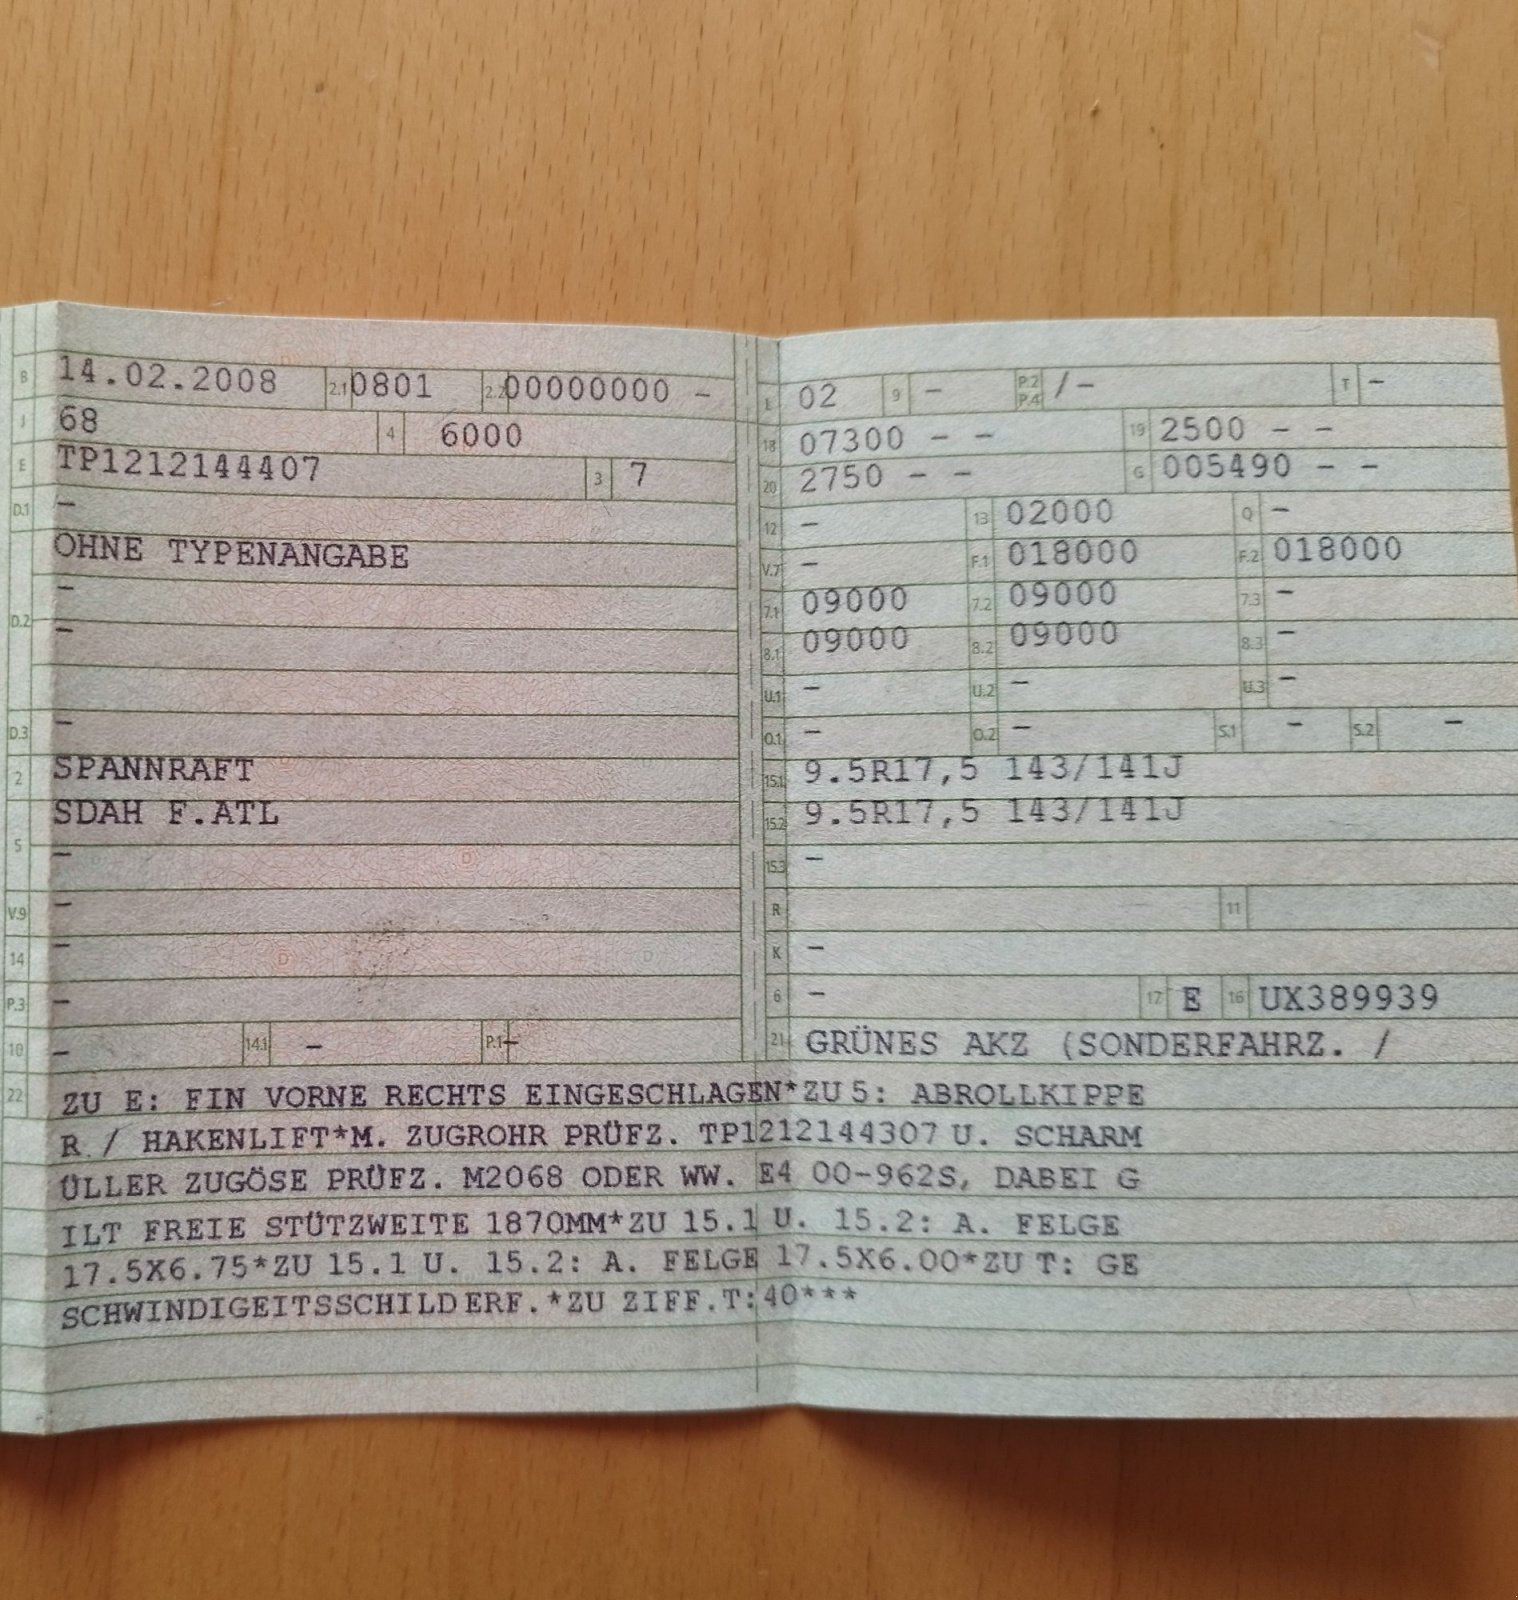 B 14.02.2008 2.1 0801 2.2 00000000 -
J 68 4 6000
E TP1212144407 3 7
D.1 -
D.2 OHNE TYPENANGABE
-
-
D.3 -
2 SPANNRAFT
5 SDAH F.ATL
-
V.9 -
14 -
P.3 -
10 - 14.1 - P.1 -
L 02 9 - P.2 P.4 / - T -
18 07300 - - 19 2500 - -
20 2750 - - G 005490 - -
12 - 13 02000 Q -
V.7 - F.1 018000 F.2 018000
7.1 09000 7.2 09000 7.3 -
8.1 09000 8.2 09000 8.3 -
U.1 - U.2 - U.3 -
O.1 - O.2 - S.1 - S.2 -
15.1 9.5R17,5 143/141J
15.2 9.5R17,5 143/141J
15.3 -
R 11
K -
6 - 17 E 16 UX389939
21 GRÜNES AKZ (SONDERFAHRZ. /
22 ZU E: FIN VORNE RECHTS EINGESCHLAGEN*ZU 5: ABROLLKIPPE
R / HAKENLIFT*M. ZUGROHR PRÜFZ. TP1212144307 U. SCHARM
ÜLLER ZUGÖSE PRÜFZ. M2068 ODER WW. E4 00-962S, DABEI G
ILT FREIE STÜTZWEITE 1870MM*ZU 15.1 U. 15.2: A. FELGE
17.5X6.75*ZU 15.1 U. 15.2: A. FELGE 17.5X6.00*ZU T: GE
SCHWINDIGEITSSCHILD ERF.*ZU ZIFF.T:40***